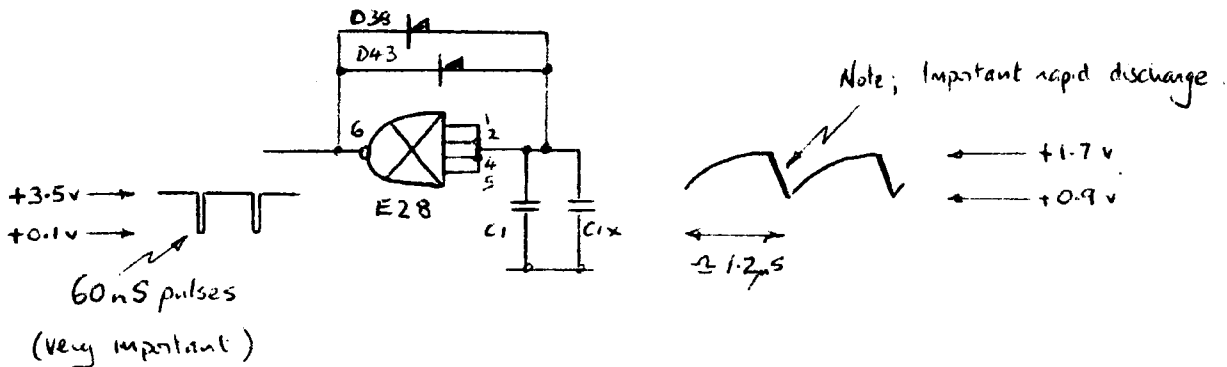 D38
D43
Note; Important rapid discharge.
6
1
2
4
5
+1.7 v
+3.5v
+0.9 v
E28
+0.1v
C1
C1x
≏ 1.2µS
60nS pulses
(very important)